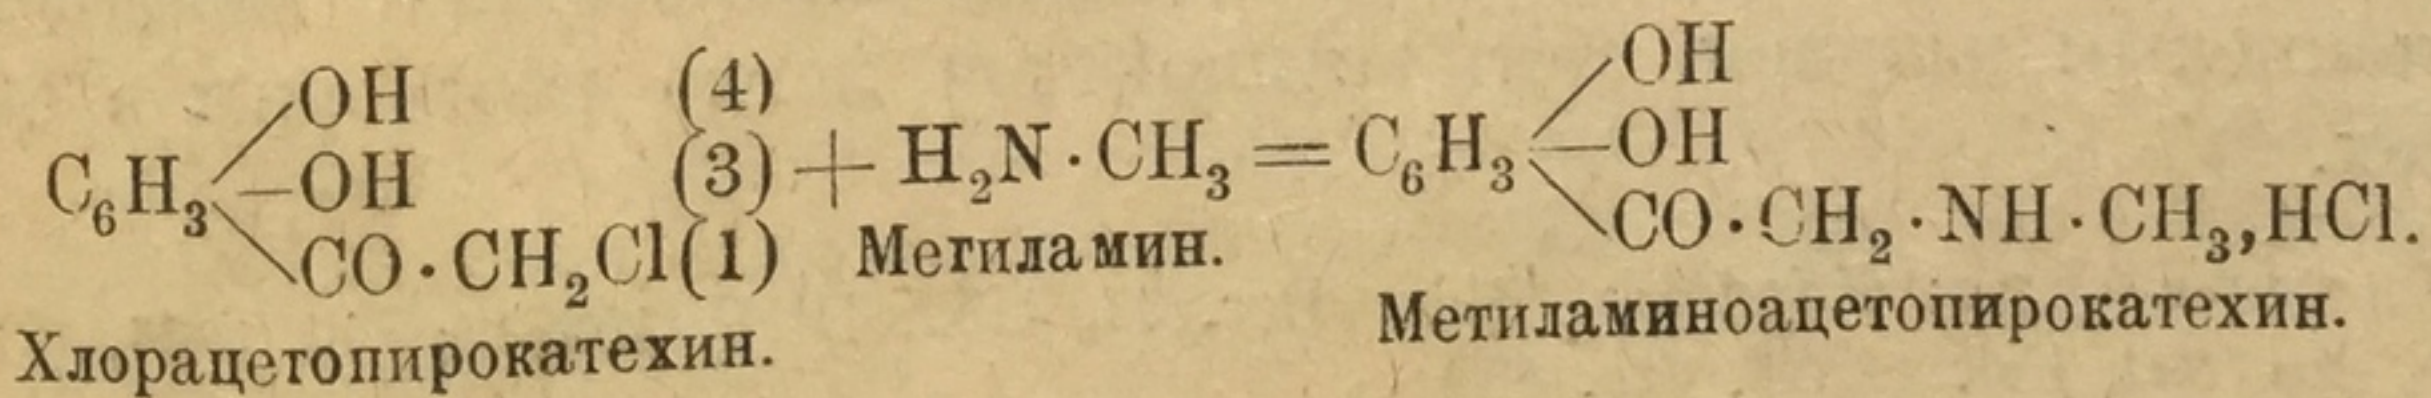 OH (4) OH
C₆H₃ —OH (3) + H₂N·CH₃ = C₆H₃ —OH
CO·CH₂Cl (1) Метиламин. CO·CH₂·NH·CH₃,HCl.
Хлорацетопирокатехин. Метиламиноацетопирокатехин.